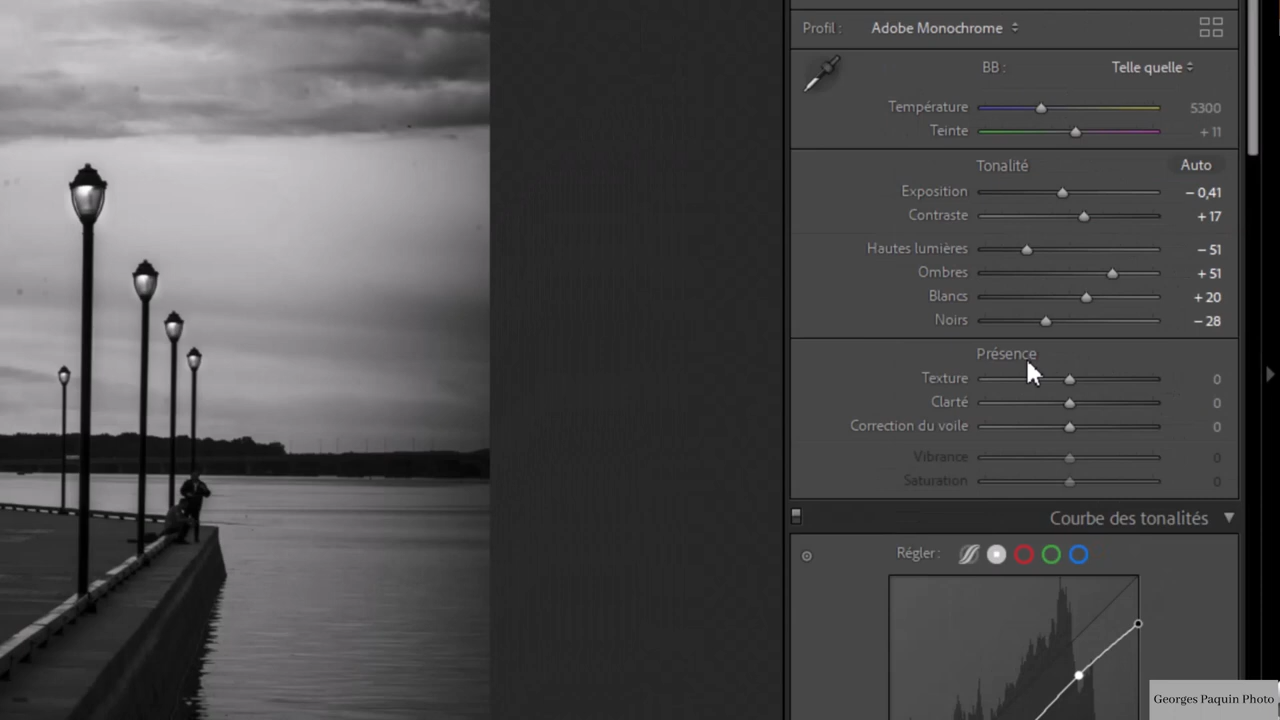 Profil : Adobe Monochrome
BB : Telle quelle
Température 5300
Teinte + 11
Tonalité Auto
Exposition – 0,41
Contraste + 17
Hautes lumières – 51
Ombres + 51
Blancs + 20
Noirs – 28
Présence
Texture 0
Clarté 0
Correction du voile 0
Vibrance 0
Saturation 0
Courbe des tonalités
Régler :
Georges Paquin Photo